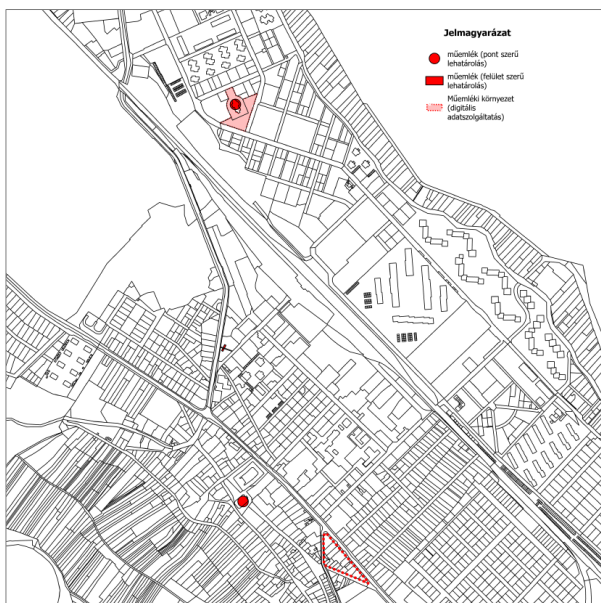 Jelmagyarázat
műemlék (pont szerű
lehatárolás)
műemlék (felület szerű
lehatárolás)
Műemléki környezet
(digitális
adatszolgáltatás)